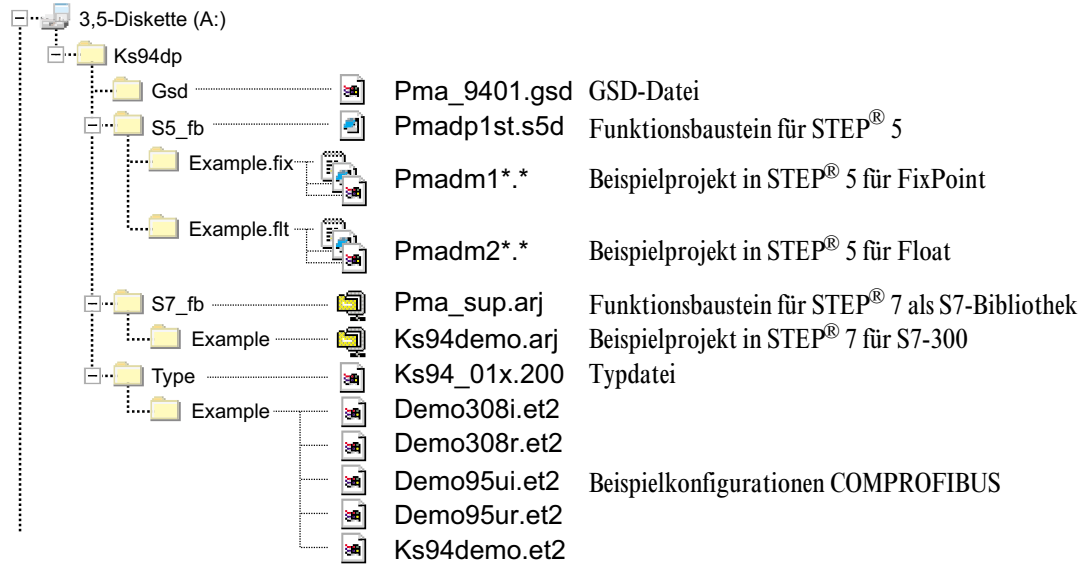 3,5-Diskette (A:)
Ks94dp
Gsd Pma_9401.gsd GSD-Datei
S5_fb Pmadp1st.s5d Funktionsbaustein für STEP® 5
Example.fix Pmadm1*.* Beispielprojekt in STEP® 5 für FixPoint
Example.flt Pmadm2*.* Beispielprojekt in STEP® 5 für Float
S7_fb Pma_sup.arj Funktionsbaustein für STEP® 7 als S7-Bibliothek
Example Ks94demo.arj Beispielprojekt in STEP® 7 für S7-300
Type Ks94_01x.200 Typdatei
Example Demo308i.et2
Demo308r.et2
Demo95ui.et2 Beispielkonfigurationen COMPROFIBUS
Demo95ur.et2
Ks94demo.et2